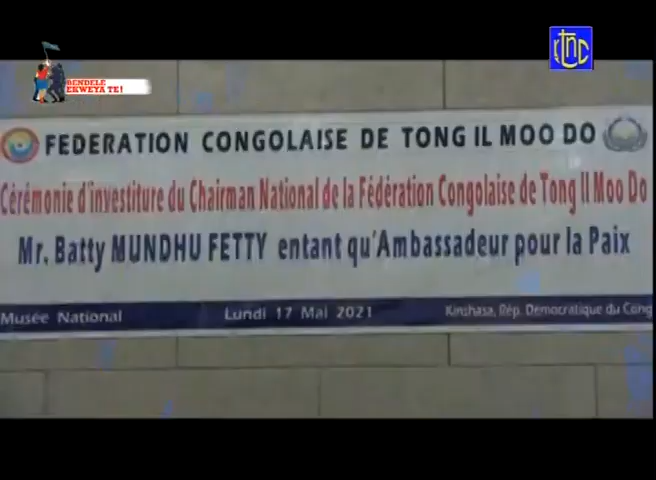 rtnc
BENDELE
EKWEYA TE!
FEDERATION CONGOLAISE DE TONG IL MOO DO
Cérémonie d'investiture du Chairman National de la Fédération Congolaise de Tong Il Moo Do
Mr. Batty MUNDHU FETTY entant qu'Ambassadeur pour la Paix
Musée National Lundi 17 Mai 2021 Kinshasa, Rép. Democratique du Cong